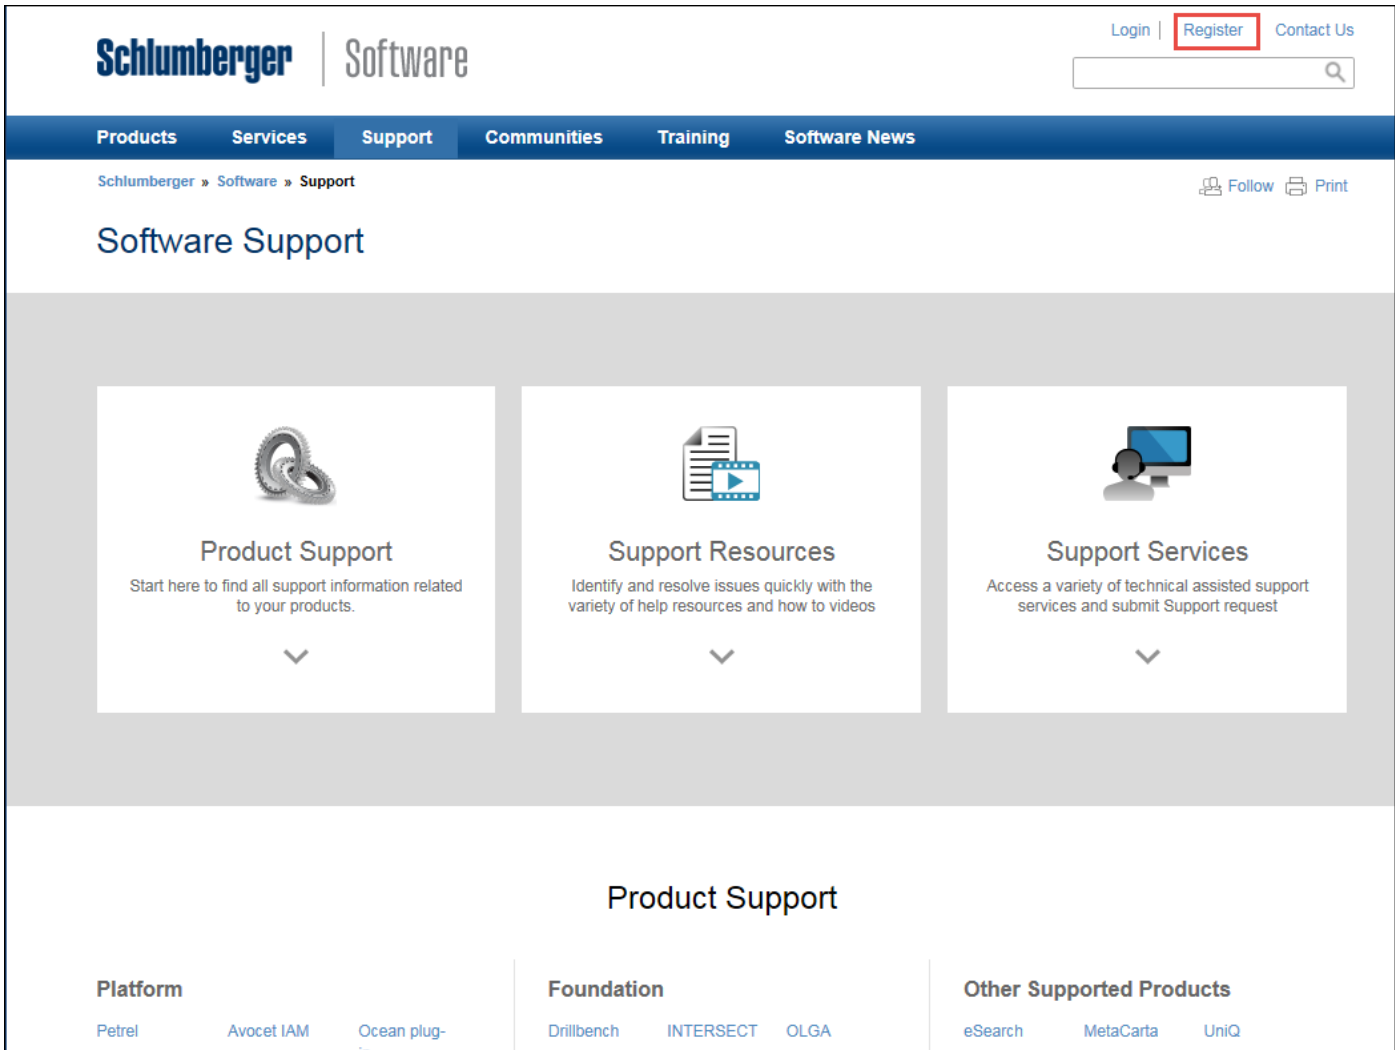 Login | Register Contact Us
Schlumberger | Software
Products Services Support Communities Training Software News
Schlumberger » Software » Support
Follow Print
Software Support
Product Support
Start here to find all support information related
to your products.
Support Resources
Identify and resolve issues quickly with the
variety of help resources and how to videos
Support Services
Access a variety of technical assisted support
services and submit Support request
Product Support
Platform
Petrel Avocet IAM Ocean plug-
Foundation
Drillbench INTERSECT OLGA
Other Supported Products
eSearch MetaCarta UniQ